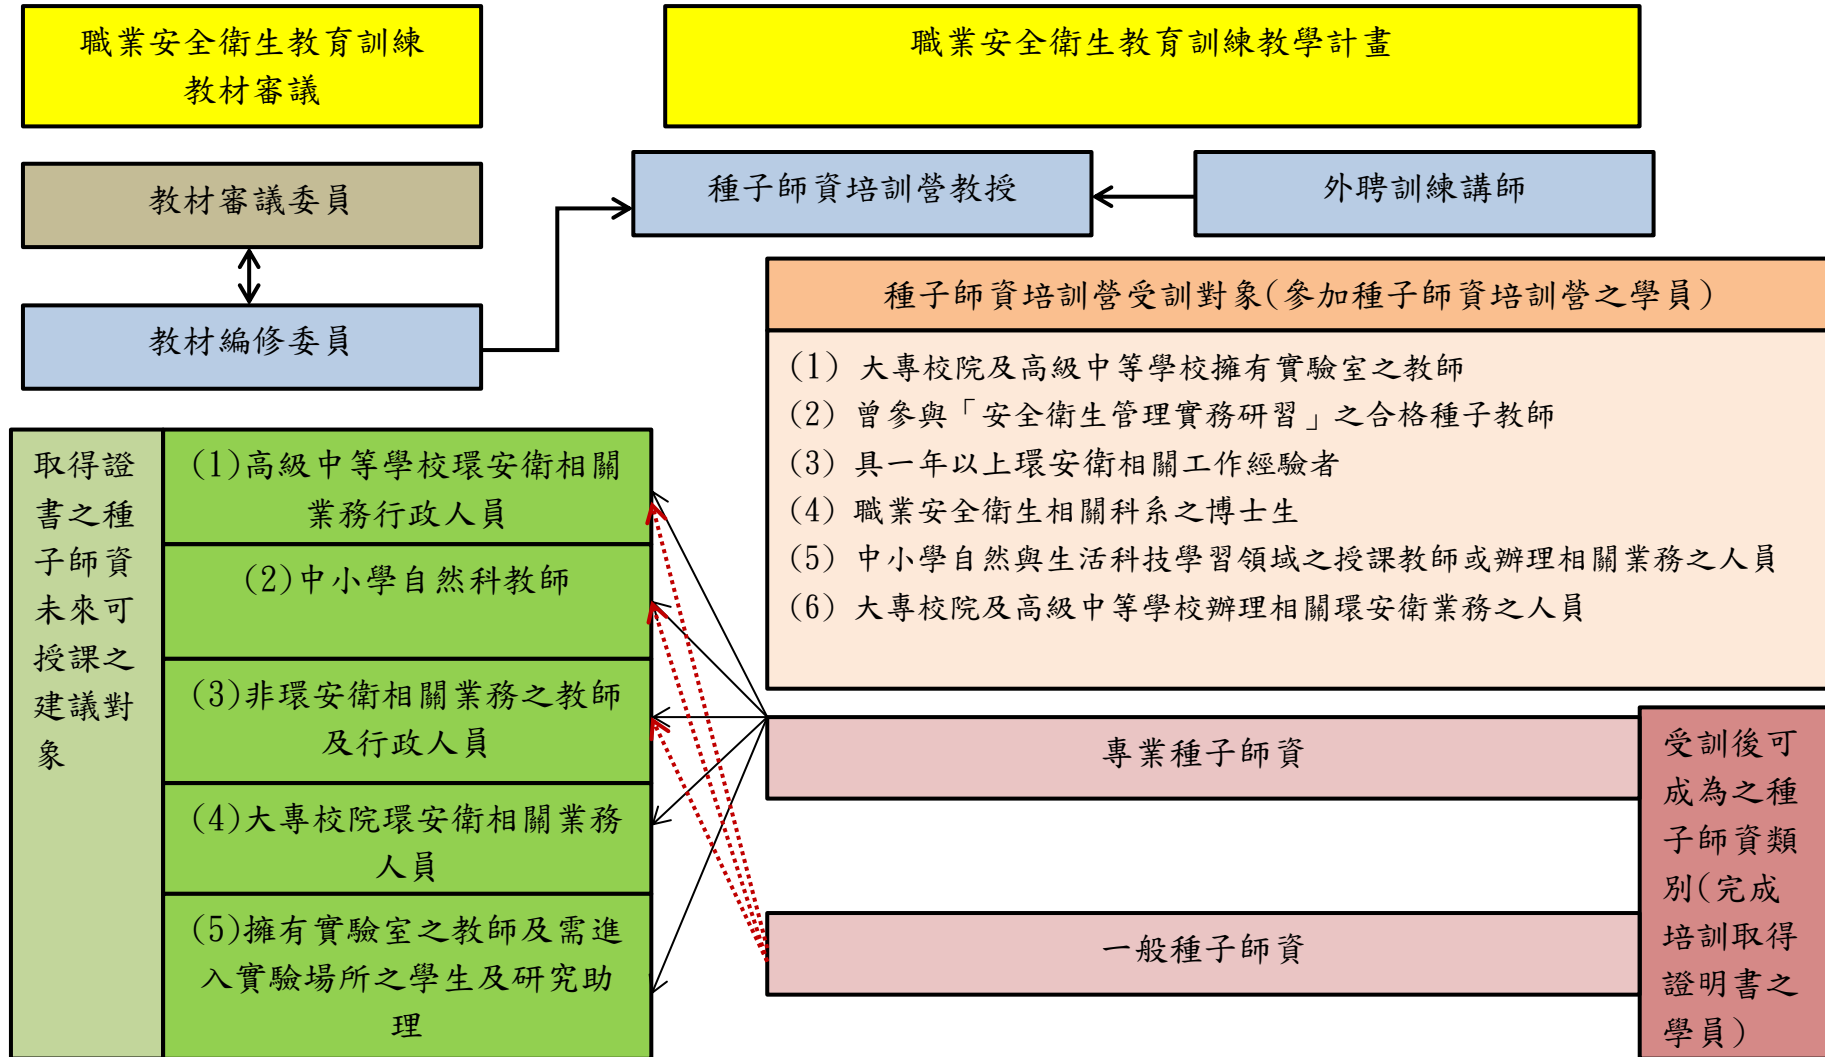 職業安全衛生教育訓練
教材審議
職業安全衛生教育訓練教學計畫
教材審議委員
種子師資培訓營教授
外聘訓練講師
教材編修委員
種子師資培訓營受訓對象(參加種子師資培訓營之學員)
(1) 大專校院及高級中等學校擁有實驗室之教師
(2) 曾參與「安全衛生管理實務研習」之合格種子教師
(3) 具一年以上環安衛相關工作經驗者
(4) 職業安全衛生相關科系之博士生
(5) 中小學自然與生活科技學習領域之授課教師或辦理相關業務之人員
(6) 大專校院及高級中等學校辦理相關環安衛業務之人員
取得證
書之種
子師資
未來可
授課之
建議對
象
(1)高級中等學校環安衛相關
業務行政人員
(2)中小學自然科教師
(3)非環安衛相關業務之教師
及行政人員
(4)大專校院環安衛相關業務
人員
(5)擁有實驗室之教師及需進
入實驗場所之學生及研究助
理
專業種子師資
一般種子師資
受訓後可
成為之種
子師資類
別(完成
培訓取得
證明書之
學員)